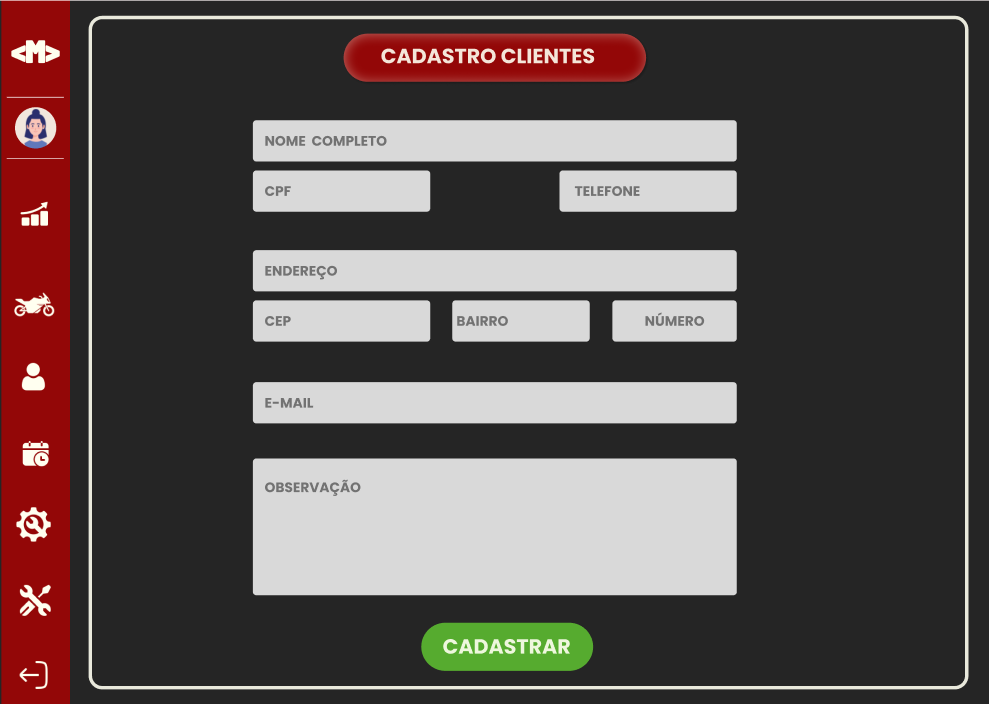 <M>
CADASTRO CLIENTES
NOME COMPLETO
CPF
TELEFONE
ENDEREÇO
CEP
BAIRRO
NÚMERO
E-MAIL
OBSERVAÇÃO
CADASTRAR